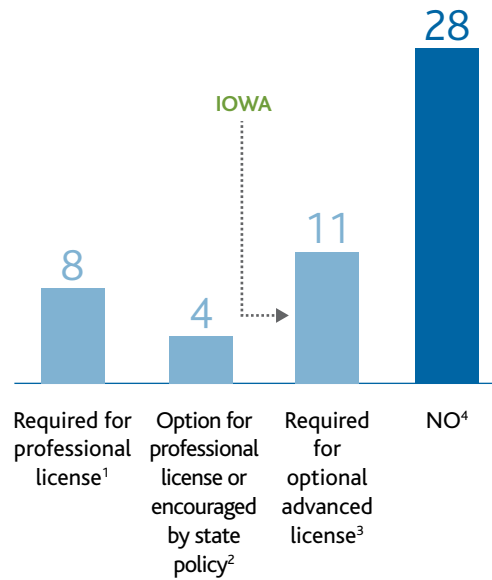 28
IOWA
11
8
4
Required for
professional
license¹
Option for
professional
license or
encouraged
by state
policy²
Required
for
optional
advanced
license³
NO⁴